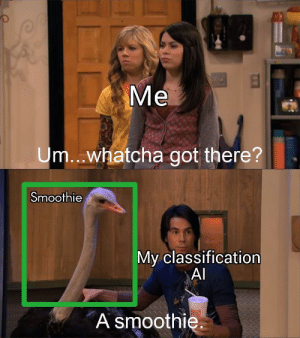 Me
Um...whatcha got there?
Smoothie
My classification
AI
A smoothie.